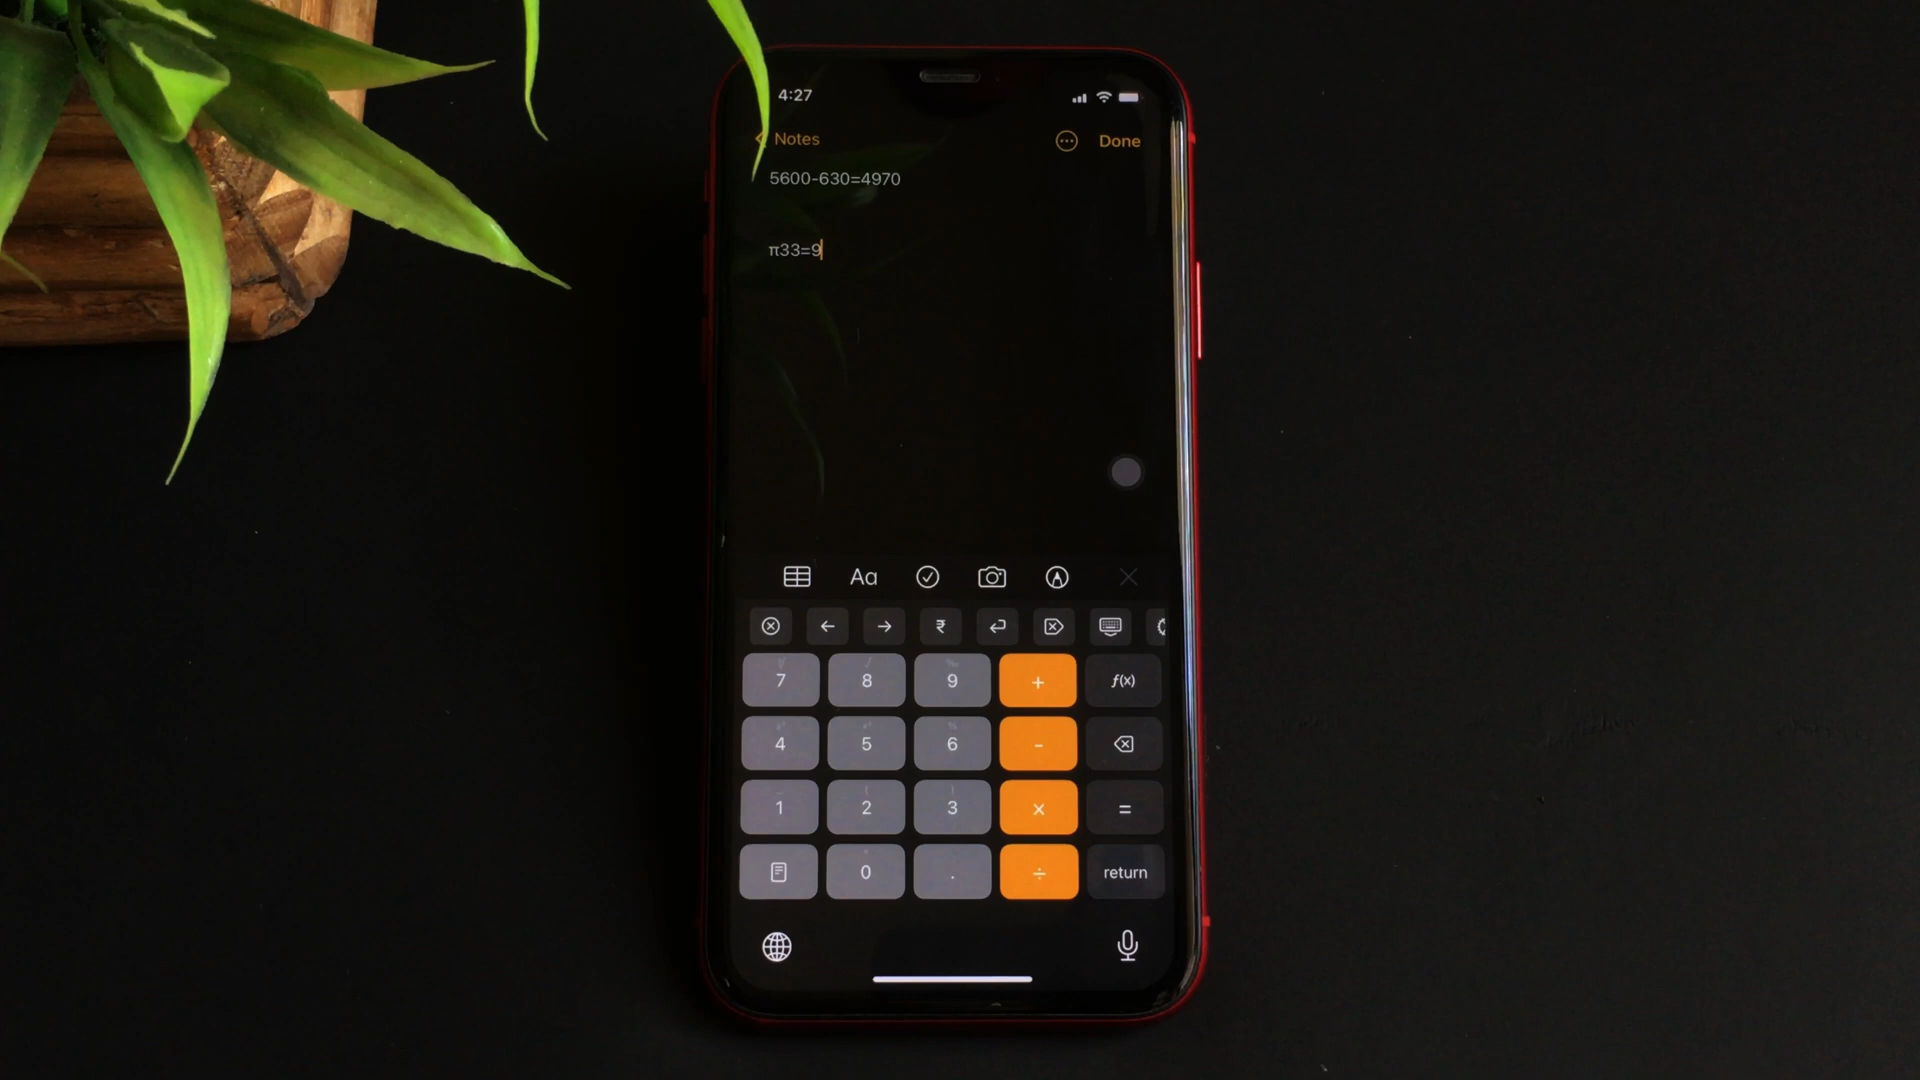 4:27
Notes
Done
5600-630=4970
π33=9
Aa
₹
7 8 9 + f(x)
4 5 6 -
1 2 3 × =
0 . ÷ return